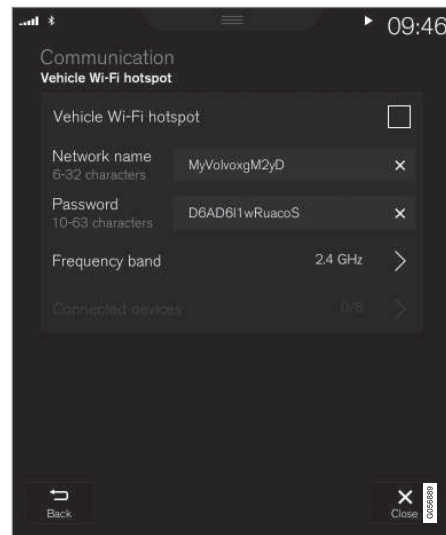 09:46
Communication
Vehicle Wi-Fi hotspot
Vehicle Wi-Fi hotspot
Network name
6-32 characters
MyVolvoxgM2yD
Password
10-63 characters
D6AD6l1wRuacoS
Frequency band
2.4 GHz
Connected devices
0/8
Back
Close
G056889